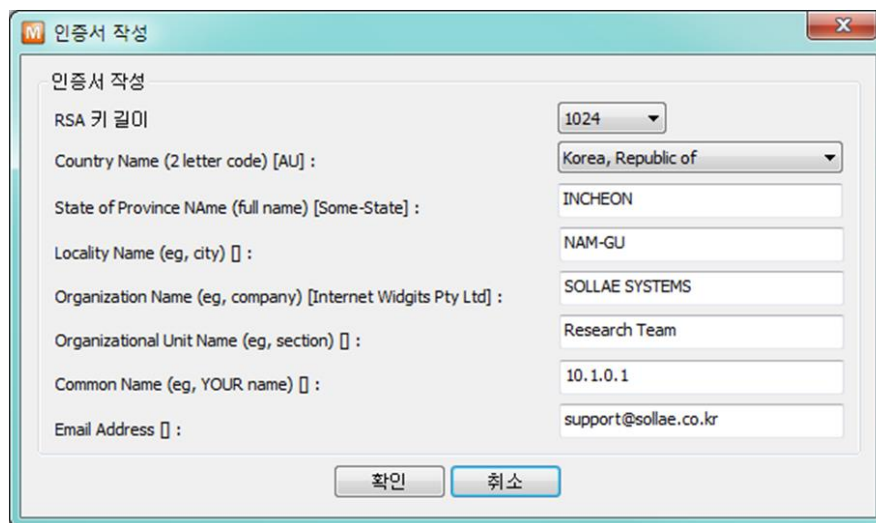 M 인증서 작성
인증서 작성
RSA 키 길이 1024
Country Name (2 letter code) [AU] : Korea, Republic of
State of Province NAme (full name) [Some-State] : INCHEON
Locality Name (eg, city) [] : NAM-GU
Organization Name (eg, company) [Internet Widgits Pty Ltd] : SOLLAE SYSTEMS
Organizational Unit Name (eg, section) [] : Research Team
Common Name (eg, YOUR name) [] : 10.1.0.1
Email Address [] : support@sollae.co.kr
확인 취소